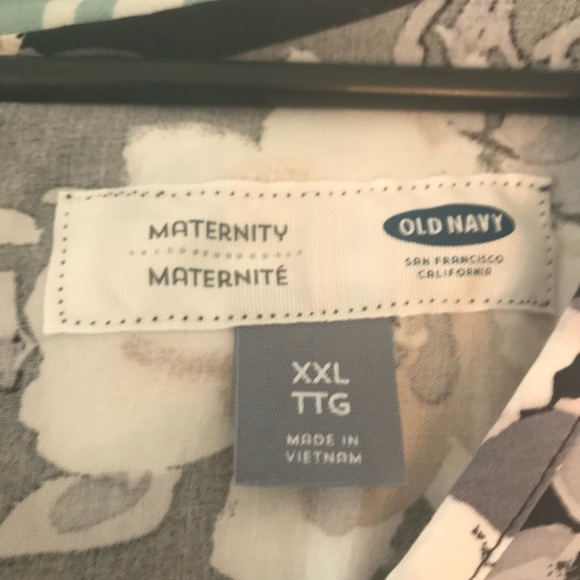 MATERNITY
MATERNITÉ
OLD NAVY
SAN FRANCISCO
CALIFORNIA
XXL
TTG
MADE IN
VIETNAM